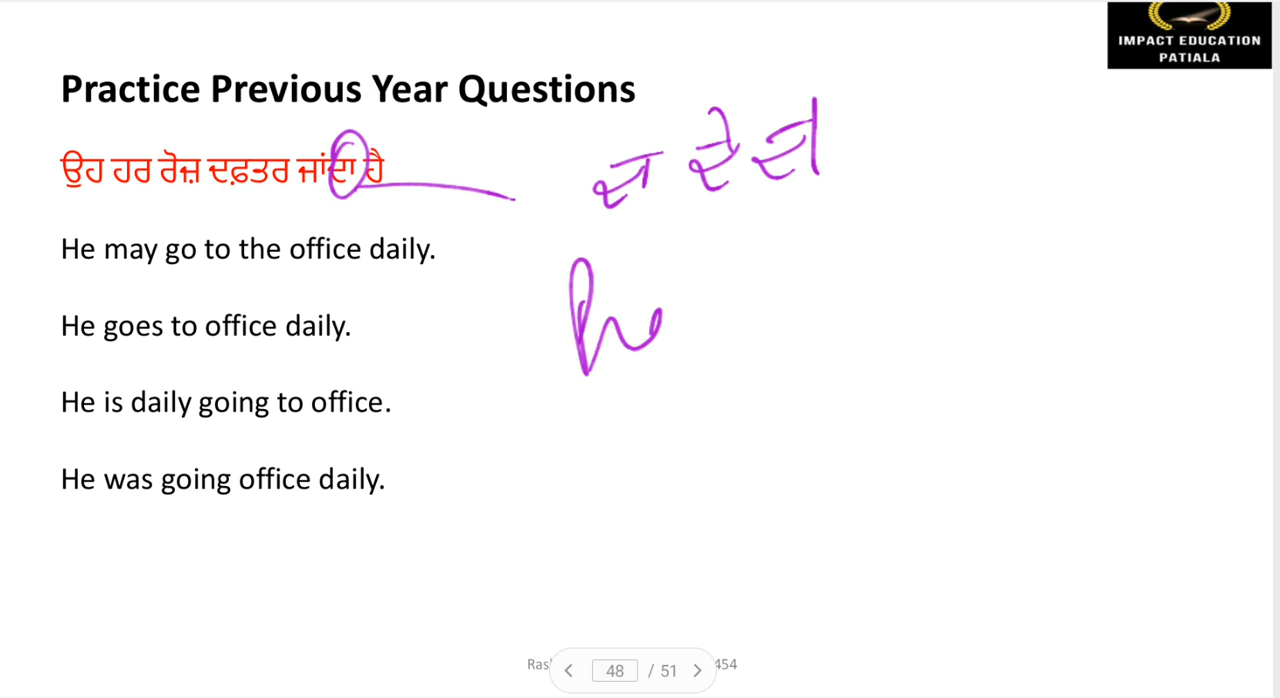 IMPACT EDUCATION
PATIALA
Practice Previous Year Questions
ਉਹ ਹਰ ਰੋਜ਼ ਦਫ਼ਤਰ ਜਾਂਦਾ ਹੈ
ਦਾ ਦੇ ਦੀ
He may go to the office daily.
He goes to office daily.
He is daily going to office.
He was going office daily.
48 / 51
454